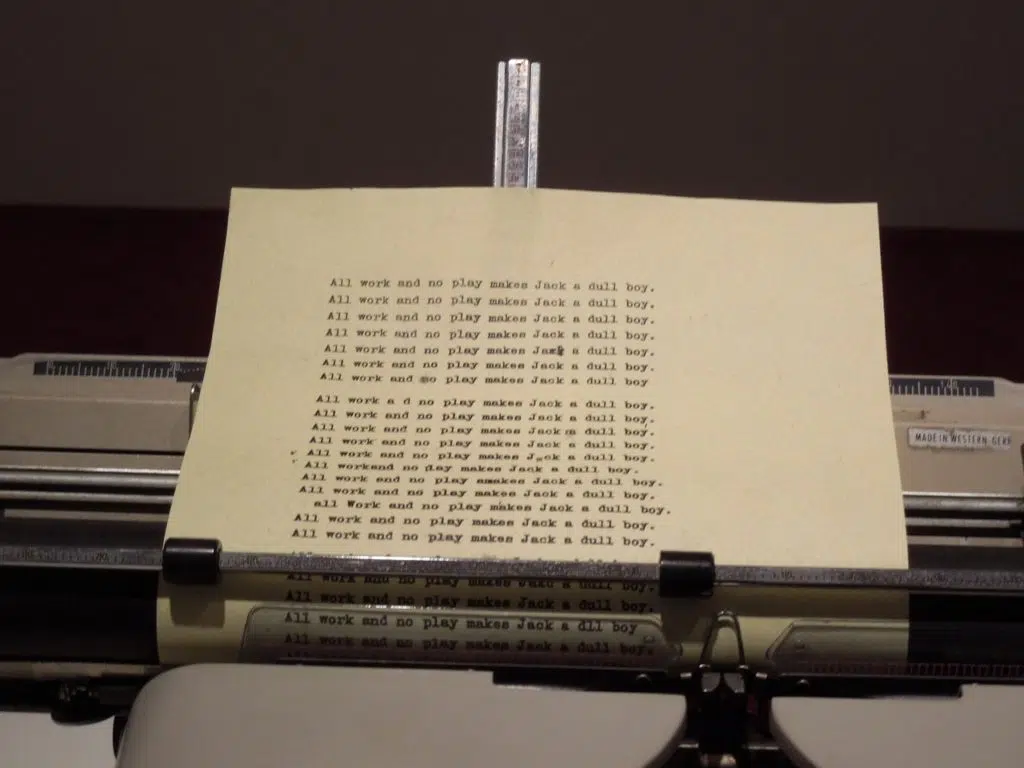 All work and no play makes Jack a dull boy.
All work and no play makes Jack a dull boy.
All work and no play makes Jack a dull boy.
All work and no play makes Jack a dull boy.
All work and no play makes a dull boy.
All work and no play makes Jack a dull boy.
All work and no play makes Jack a dull boy
All work a d no play makes Jack a dull boy.
All work and no play makes Jack a dull boy.
All work and no play makes Jack a dull boy.
All work and no play makes Jack a dull boy.
All work and no play makes J ck a dull boy.
All workand no play makes Jack a dull boy.
All work and no play amakes Jack a dull boy.
All work and no play makes Jack a dull boy.
all Work and no play makes Jack a dull boy.
All work and no play makes Jack a dull boy.
All work and no play makes Jack a dull boy.
All work and no play makes Jack a dull boy.
All work and no play makes Jack a dull boy.
All work and no play makes Jack a dll boy
All work and no play makes Jack a dull boy.
MADE IN WESTERN GERM